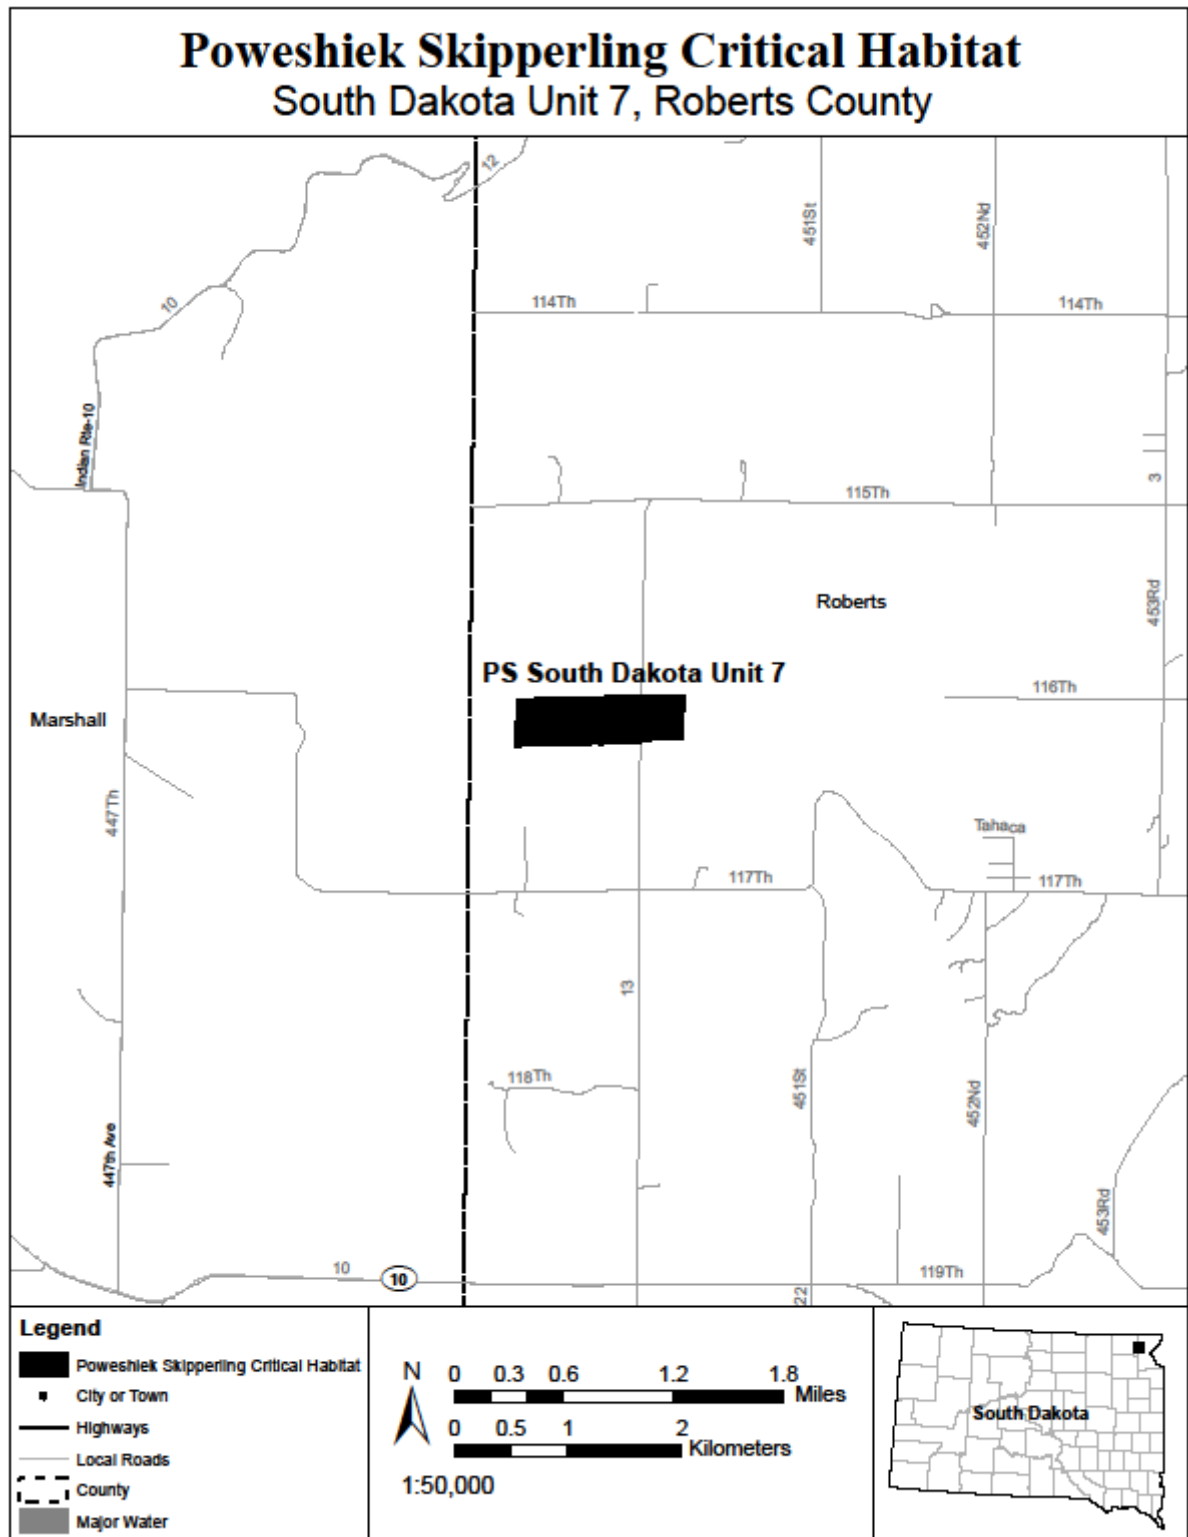 Poweshiek Skipperling Critical Habitat
South Dakota Unit 7, Roberts County
12
451St
452Nd
10
114Th
114Th
Indian Rte-10
3
115Th
Roberts
453Rd
PS South Dakota Unit 7
116Th
Marshall
447Th
Tahaca
117Th
117Th
13
118Th
451St
452Nd
447th Ave
453Rd
10
10
119Th
22
Legend
Poweshiek Skipperling Critical Habitat
City or Town
Highways
Local Roads
County
Major Water
N
0 0.3 0.6 1.2 1.8
Miles
0 0.5 1 2
Kilometers
1:50,000
South Dakota